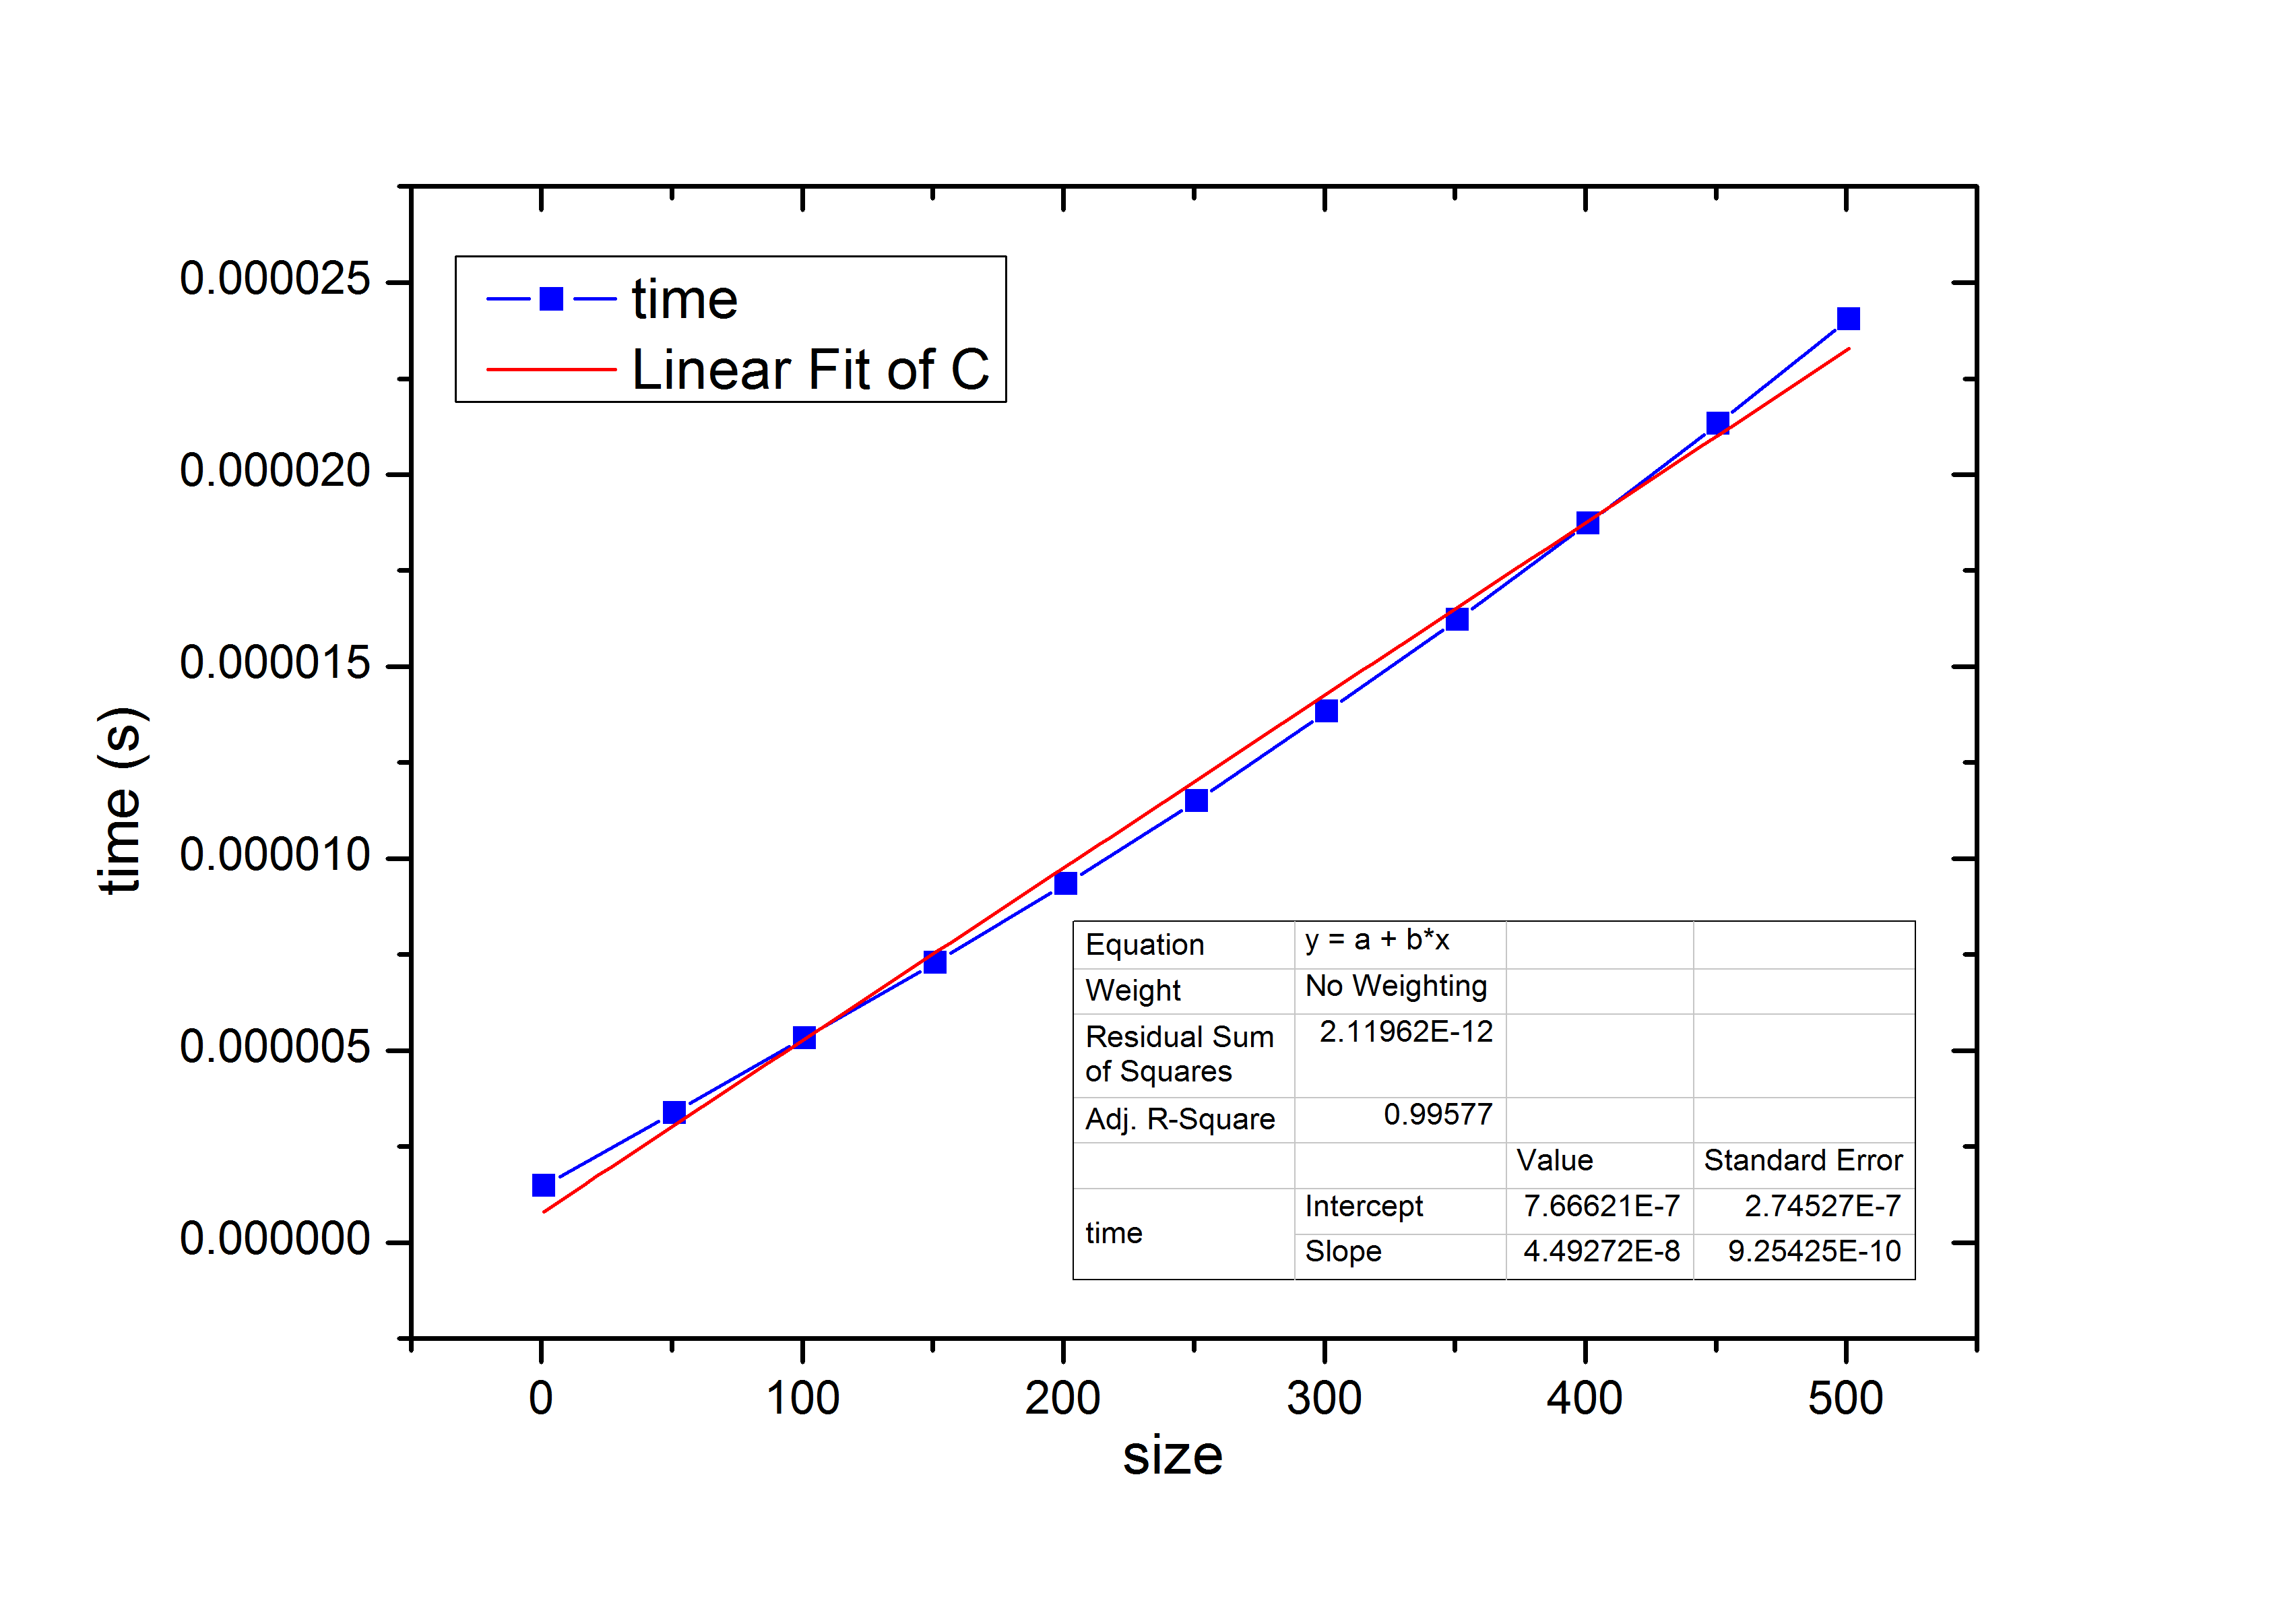 time
Linear Fit of C
0.000025
0.000020
0.000015
0.000010
0.000005
0.000000
time (s)
Equation y = a + b*x
Weight No Weighting
Residual Sum of Squares 2.11962E-12
Adj. R-Square 0.99577
Value Standard Error
time Intercept 7.66621E-7 2.74527E-7
Slope 4.49272E-8 9.25425E-10
0 100 200 300 400 500
size